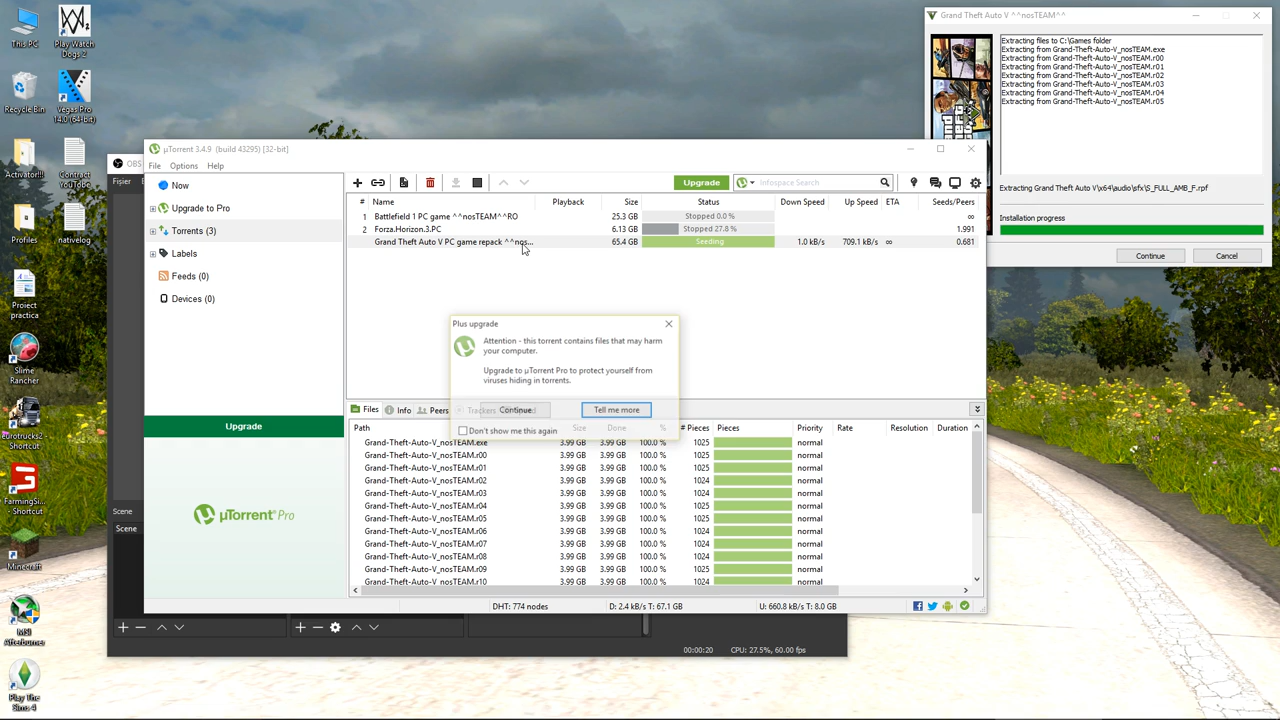 This PC
Play Watch
Dogs 2
Recycle Bin
Vegas Pro
14.0 (64-bit)
Activator!!!
Contract
YouTube
Profiles
nativelog
Proiect
practica
Slime
Rancher
eurotrucks2 -
Shortcut
FarmingSi...
- Shortcut
Minecraft
MSI
Afterburner
Play The
Sims 4
Grand Theft Auto V ^^nosTEAM^^
Extracting files to C:\Games folder
Extracting from Grand-Theft-Auto-V_nosTEAM.exe
Extracting from Grand-Theft-Auto-V_nosTEAM.r00
Extracting from Grand-Theft-Auto-V_nosTEAM.r01
Extracting from Grand-Theft-Auto-V_nosTEAM.r02
Extracting from Grand-Theft-Auto-V_nosTEAM.r03
Extracting from Grand-Theft-Auto-V_nosTEAM.r04
Extracting from Grand-Theft-Auto-V_nosTEAM.r05
Extracting Grand Theft Auto V\x64\audio\sfx\S_FULL_AMB_F.rpf
Installation progress
Continue Cancel
OBS
Fișier
µTorrent 3.4.9 (build 43295) [32-bit]
File Options Help
Now
Upgrade to Pro
Torrents (3)
Labels
Feeds (0)
Devices (0)
Upgrade
µTorrent Pro
Upgrade Infospace Search
# Name Playback Size Status Down Speed Up Speed ETA Seeds/Peers
1 Battlefield 1 PC game ^^nosTEAM^^RO 25.3 GB Stopped 0.0 % ∞
2 Forza.Horizon.3.PC 6.13 GB Stopped 27.8 % 1.991
Grand Theft Auto V PC game repack ^^nos... 65.4 GB Seeding 1.0 kB/s 709.1 kB/s ∞ 0.681
Plus upgrade
Attention - this torrent contains files that may harm
your computer.
Upgrade to µTorrent Pro to protect yourself from
viruses hiding in torrents.
Continue Tell me more
Don't show me this again
Files Info Peers Trackers
Path Size Done % # Pieces Pieces Priority Rate Resolution Duration
Grand-Theft-Auto-V_nosTEAM.exe 3.99 GB 3.99 GB 100.0 % 1025 normal
Grand-Theft-Auto-V_nosTEAM.r00 3.99 GB 3.99 GB 100.0 % 1025 normal
Grand-Theft-Auto-V_nosTEAM.r01 3.99 GB 3.99 GB 100.0 % 1025 normal
Grand-Theft-Auto-V_nosTEAM.r02 3.99 GB 3.99 GB 100.0 % 1024 normal
Grand-Theft-Auto-V_nosTEAM.r03 3.99 GB 3.99 GB 100.0 % 1024 normal
Grand-Theft-Auto-V_nosTEAM.r04 3.99 GB 3.99 GB 100.0 % 1025 normal
Grand-Theft-Auto-V_nosTEAM.r05 3.99 GB 3.99 GB 100.0 % 1025 normal
Grand-Theft-Auto-V_nosTEAM.r06 3.99 GB 3.99 GB 100.0 % 1025 normal
Grand-Theft-Auto-V_nosTEAM.r07 3.99 GB 3.99 GB 100.0 % 1024 normal
Grand-Theft-Auto-V_nosTEAM.r08 3.99 GB 3.99 GB 100.0 % 1024 normal
Grand-Theft-Auto-V_nosTEAM.r09 3.99 GB 3.99 GB 100.0 % 1025 normal
Grand-Theft-Auto-V_nosTEAM.r10 3.99 GB 3.99 GB 100.0 % 1024 normal
DHT: 774 nodes D: 2.4 kB/s T: 67.1 GB U: 660.8 kB/s T: 8.0 GB
Scene
Scene
00:00:20 CPU: 27.5%, 60.00 fps